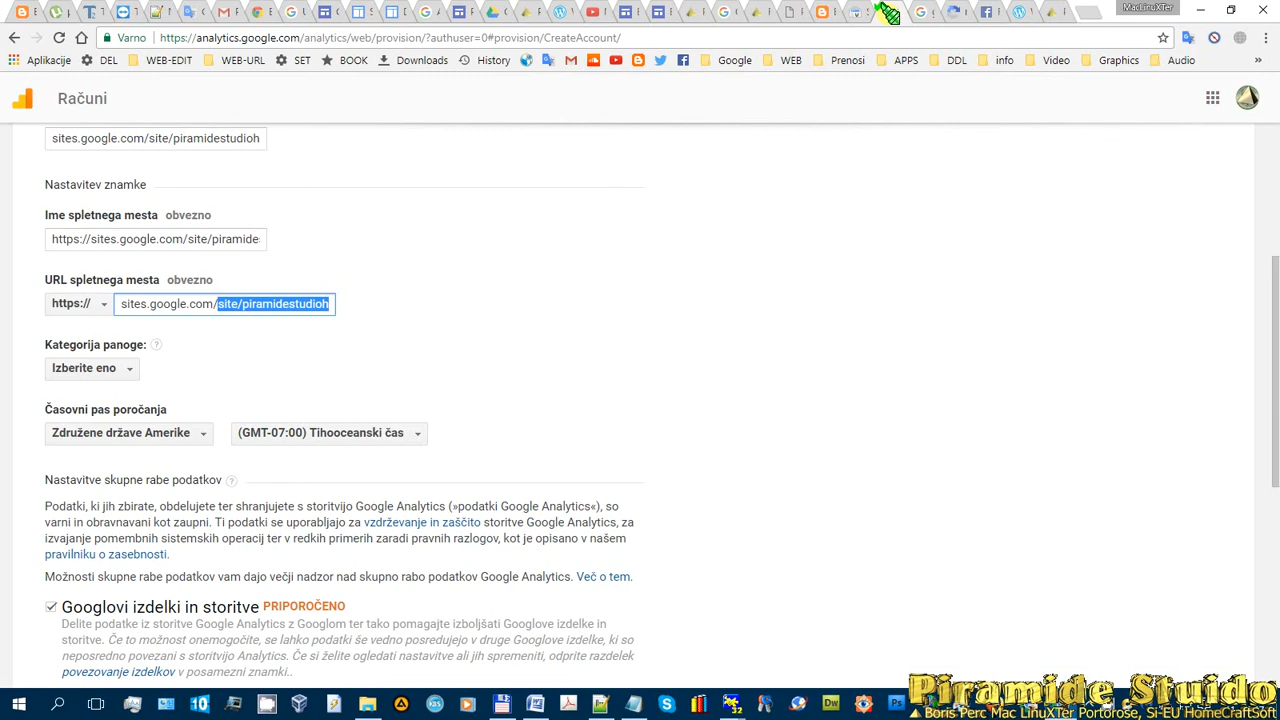 MacLinuXTer
Varno https://analytics.google.com/analytics/web/provision/?authuser=0#provision/CreateAccount/
Aplikacije DEL WEB-EDIT WEB-URL SET BOOK Downloads History Google WEB Prenosi APPS DDL info Video Graphics Audio »
Računi
sites.google.com/site/piramidestudioh
Nastavitev znamke
Ime spletnega mesta obvezno
https://sites.google.com/site/piramide
URL spletnega mesta obvezno
https:// sites.google.com/site/piramidestudioh
Kategorija panoge: ?
Izberite eno
Časovni pas poročanja
Združene države Amerike (GMT-07:00) Tihooceanski čas
Nastavitve skupne rabe podatkov ?
Podatki, ki jih zbirate, obdelujete ter shranjujete s storitvijo Google Analytics (»podatki Google Analytics«), so
varni in obravnavani kot zaupni. Ti podatki se uporabljajo za vzdrževanje in zaščito storitve Google Analytics, za
izvajanje pomembnih sistemskih operacij ter v redkih primerih zaradi pravnih razlogov, kot je opisano v našem
pravilniku o zasebnosti.
Možnosti skupne rabe podatkov vam dajo večji nadzor nad skupno rabo podatkov Google Analytics. Več o tem.
Googlovi izdelki in storitve PRIPOROČENO
Delite podatke iz storitve Google Analytics z Googlom ter tako pomagajte izboljšati Googlove izdelke in
storitve. Če to možnost onemogočite, se lahko podatki še vedno posredujejo v druge Googlove izdelke, ki so
neposredno povezani s storitvijo Analytics. Če si želite ogledati nastavitve ali jih spremeniti, odprite razdelek
povezovanje izdelkov v posamezni znamki..
Piramide Stuido
▲ Boris Perc Mac LinuXTer Portorose, Si-EU HomeCraftSoft